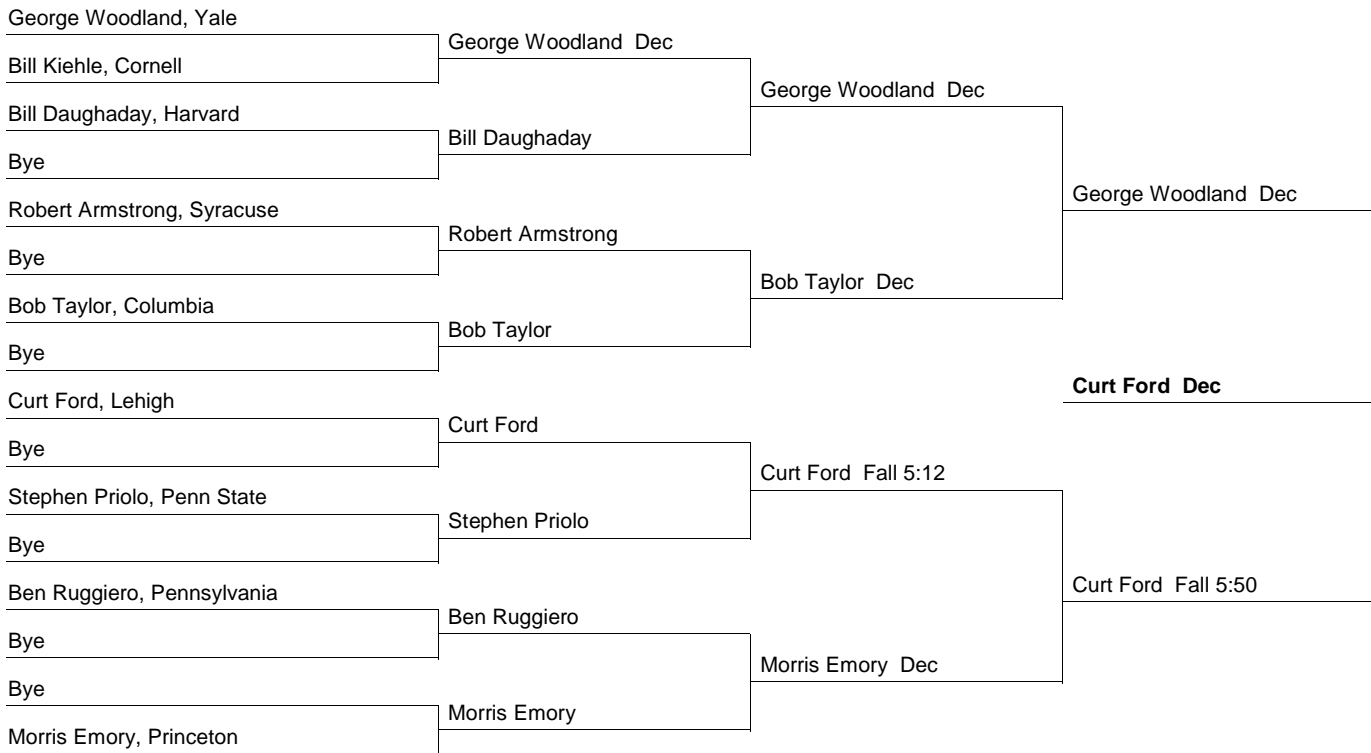 George Woodland, Yale
Bill Kiehle, Cornell
Bill Daughaday, Harvard
Bye
Robert Armstrong, Syracuse
Bye
Bob Taylor, Columbia
Bye
Curt Ford, Lehigh
Bye
Stephen Priolo, Penn State
Bye
Ben Ruggiero, Pennsylvania
Bye
Bye
Morris Emory, Princeton
George Woodland Dec
Bill Daughaday
Robert Armstrong
Bob Taylor
Curt Ford
Stephen Priolo
Ben Ruggiero
Morris Emory
George Woodland Dec
Bob Taylor Dec
Curt Ford Fall 5:12
Morris Emory Dec
George Woodland Dec
Curt Ford Dec
Curt Ford Fall 5:50